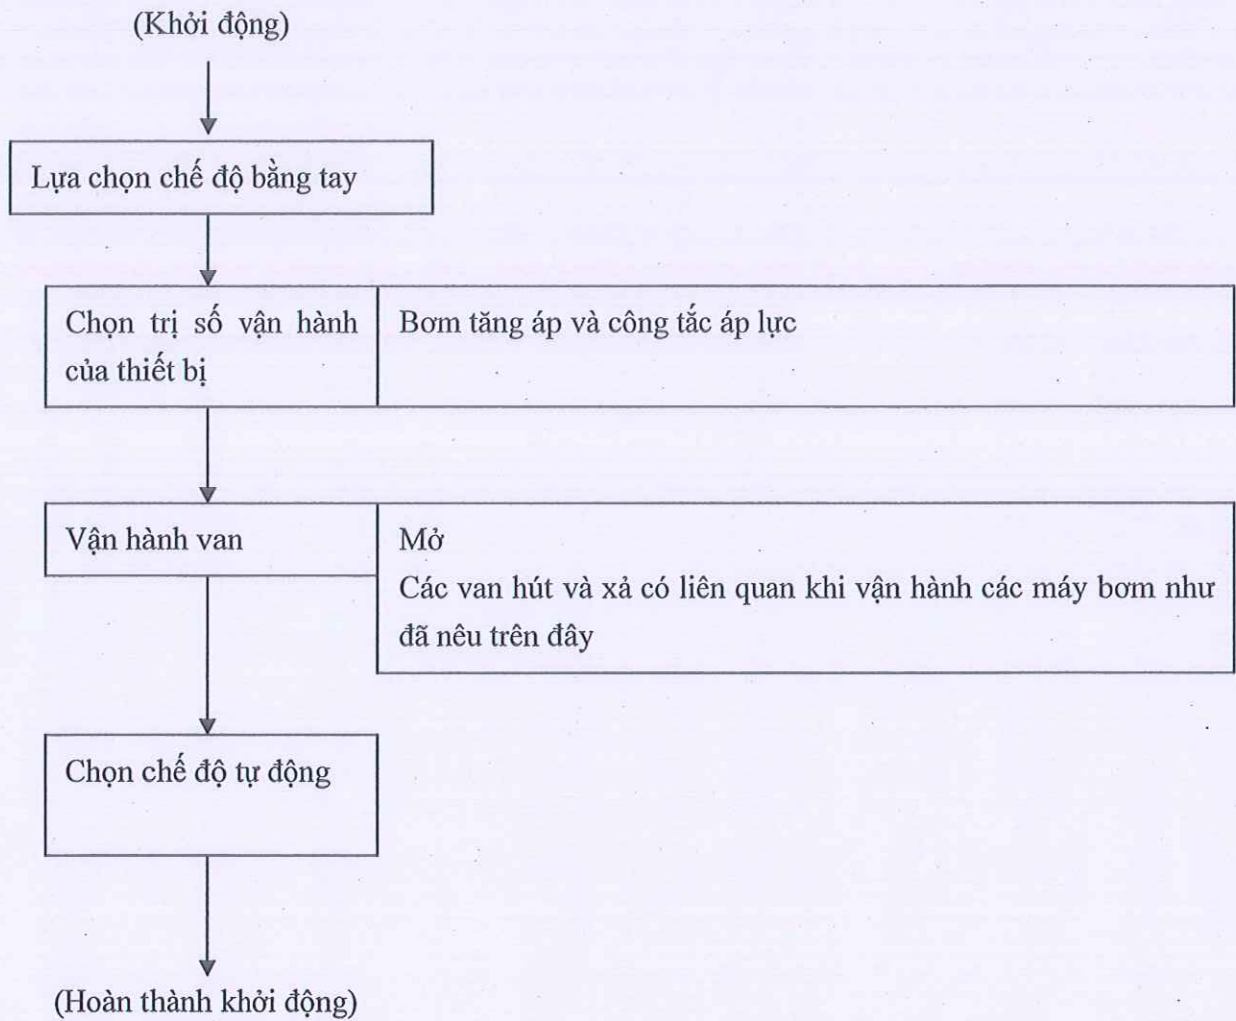 (Khởi động)
Lựa chọn chế độ bằng tay
Chọn trị số vận hành
của thiết bị
Bơm tăng áp và công tắc áp lực
Vận hành van
Mở
Các van hút và xả có liên quan khi vận hành các máy bơm như
đã nêu trên đây
Chọn chế độ tự động
(Hoàn thành khởi động)